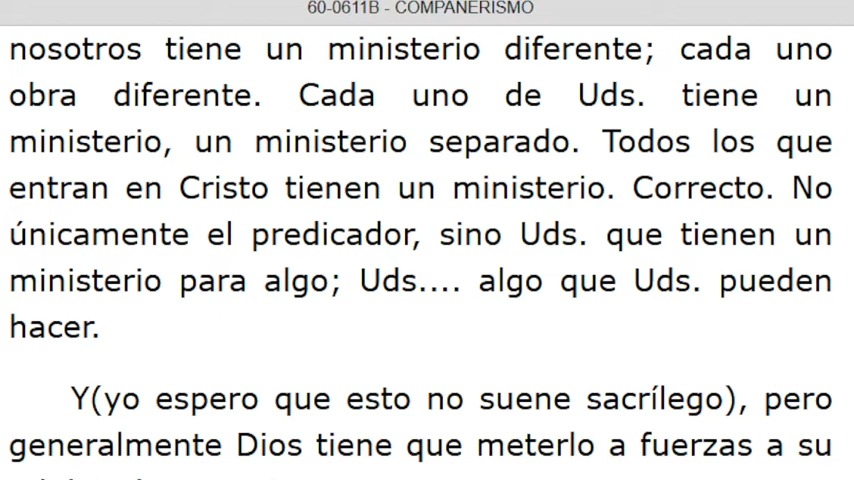 60-0611B - COMPAÑERISMO
nosotros tiene un ministerio diferente; cada uno
obra diferente. Cada uno de Uds. tiene un
ministerio, un ministerio separado. Todos los que
entran en Cristo tienen un ministerio. Correcto. No
únicamente el predicador, sino Uds. que tienen un
ministerio para algo; Uds.... algo que Uds. pueden
hacer.
Y(yo espero que esto no suene sacrílego), pero
generalmente Dios tiene que meterlo a fuerzas a su